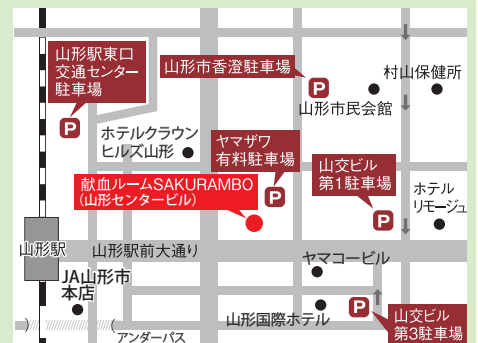 山形駅東口
交通センター
駐車場
P
山形市香澄駐車場
P
村山保健所
山形市民会館
ホテルクラウン
ヒルズ山形
ヤマザワ
有料駐車場
P
山交ビル
第1駐車場
P
ホテル
リモージュ
献血ルームSAKURAMBO
(山形センタービル)
山形駅
山形駅前大通り
ヤマコービル
JA山形市
本店
山形国際ホテル
P
山交ビル
第3駐車場
アンダーパス